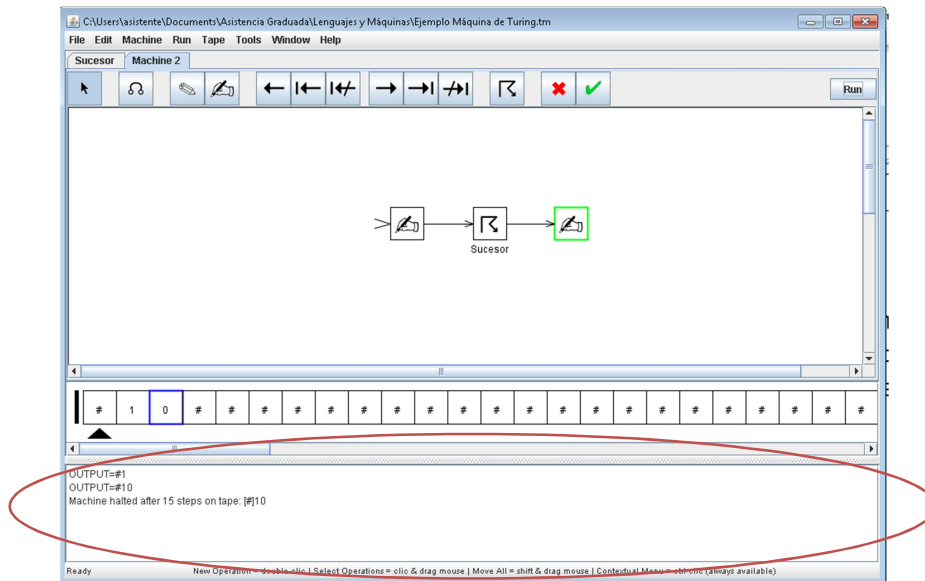 C:\Users\asistente\Documents\Asistencia Graduada\Lenguajes y Máquinas\Ejemplo Máquina de Turing.tm
File Edit Machine Run Tape Tools Window Help
Sucesor Machine 2
Run
Sucesor
# 1 0 # # # # # # # # # # # # # # # # # # # # #
OUTPUT=#1
OUTPUT=#10
Machine halted after 15 steps on tape: [#]10
Ready New Operation = double clic | Select Operations = clic & drag mouse | Move All = shift & drag mouse | Contextual Menu = ctrl clic (always available)